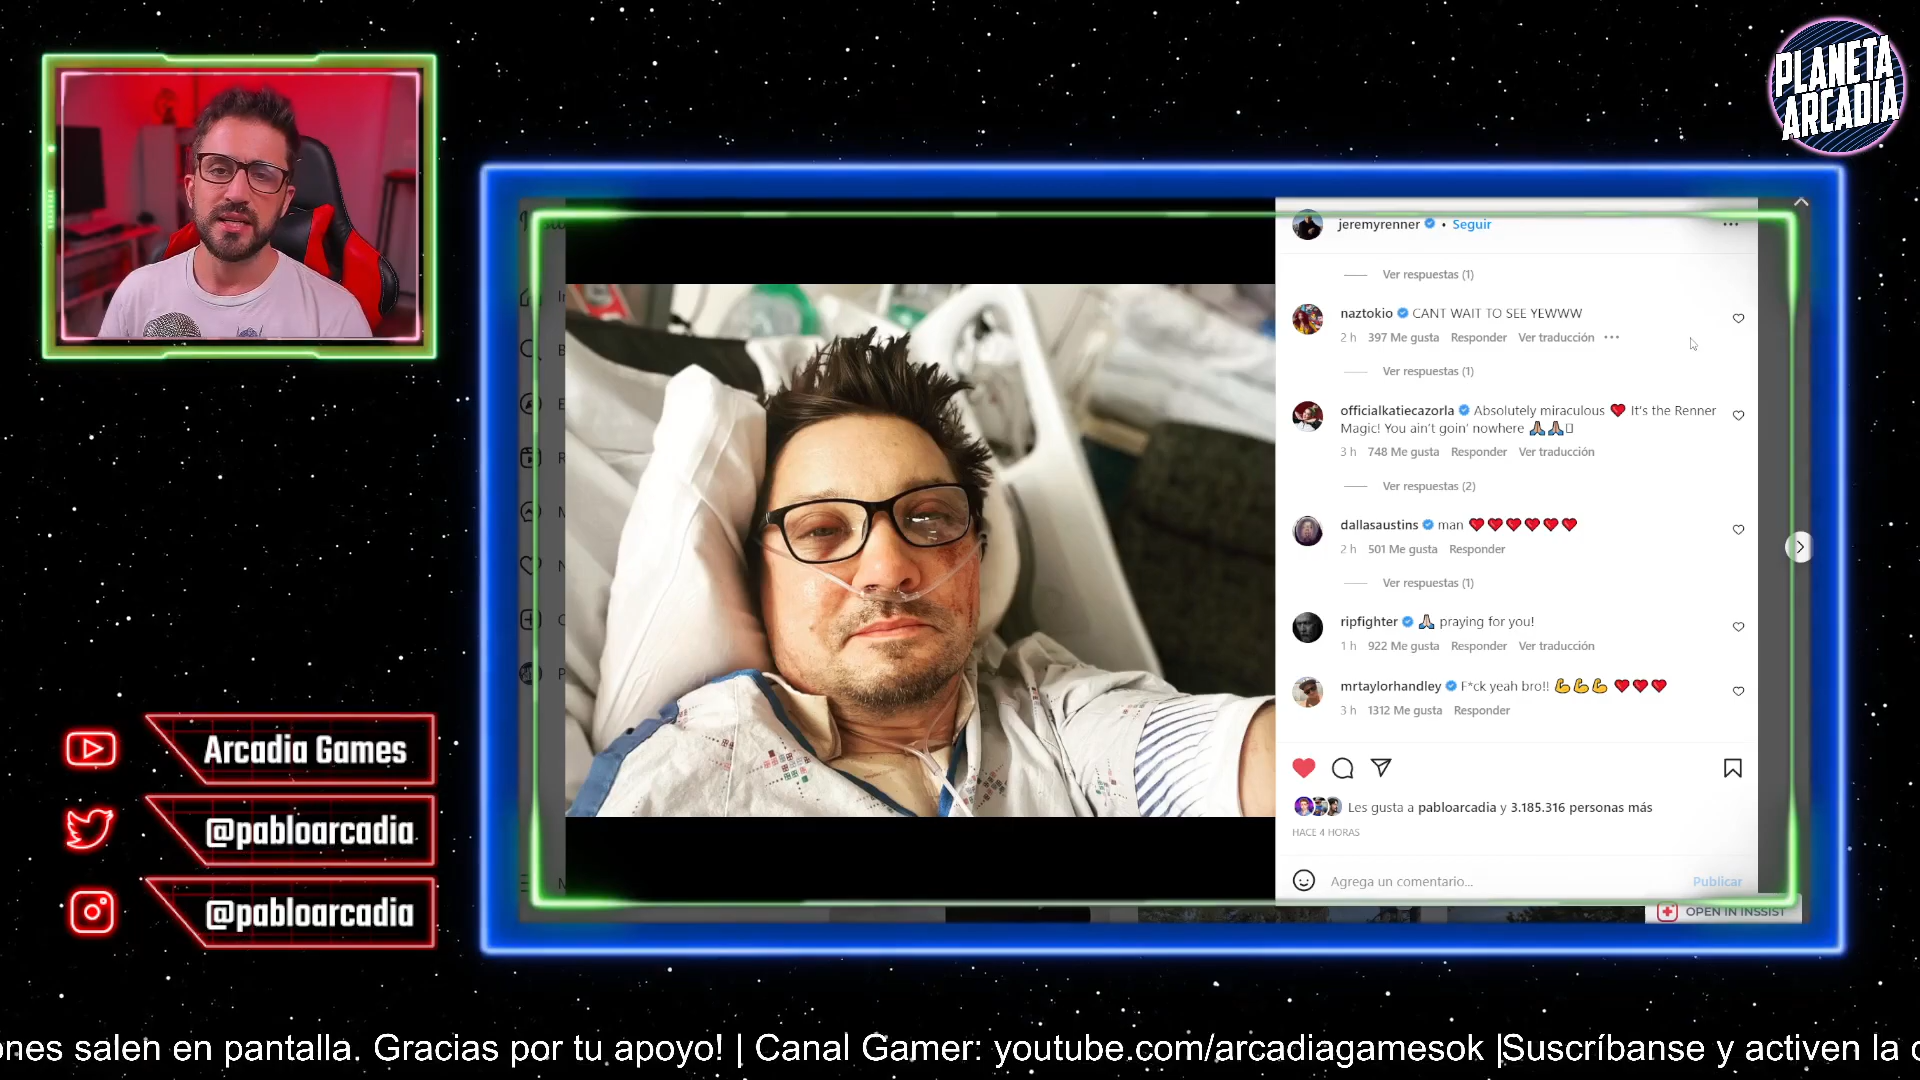 PLANETA
ARCADIA
jeremyrenner • Seguir
Ver respuestas (1)
naztokio CANT WAIT TO SEE YEWWW
2 h 397 Me gusta Responder Ver traducción
Ver respuestas (1)
officialkatiecazorla Absolutely miraculous ❤️ It's the Renner
Magic! You ain't goin' nowhere 🙏🏽🙏🏽
3 h 748 Me gusta Responder Ver traducción
Ver respuestas (2)
dallasaustins man ❤️❤️❤️❤️❤️❤️
2 h 501 Me gusta Responder
Ver respuestas (1)
ripfighter 🙏🏻 praying for you!
1 h 922 Me gusta Responder Ver traducción
mrtaylorhandley F*ck yeah bro!! 💪💪💪 ❤️❤️❤️
3 h 1312 Me gusta Responder
Les gusta a pabloarcadia y 3.185.316 personas más
HACE 4 HORAS
Agrega un comentario... Publicar
OPEN IN INSSIST
Arcadia Games
@pabloarcadia
@pabloarcadia
ones salen en pantalla. Gracias por tu apoyo! | Canal Gamer: youtube.com/arcadiagamesok |Suscríbanse y activen la